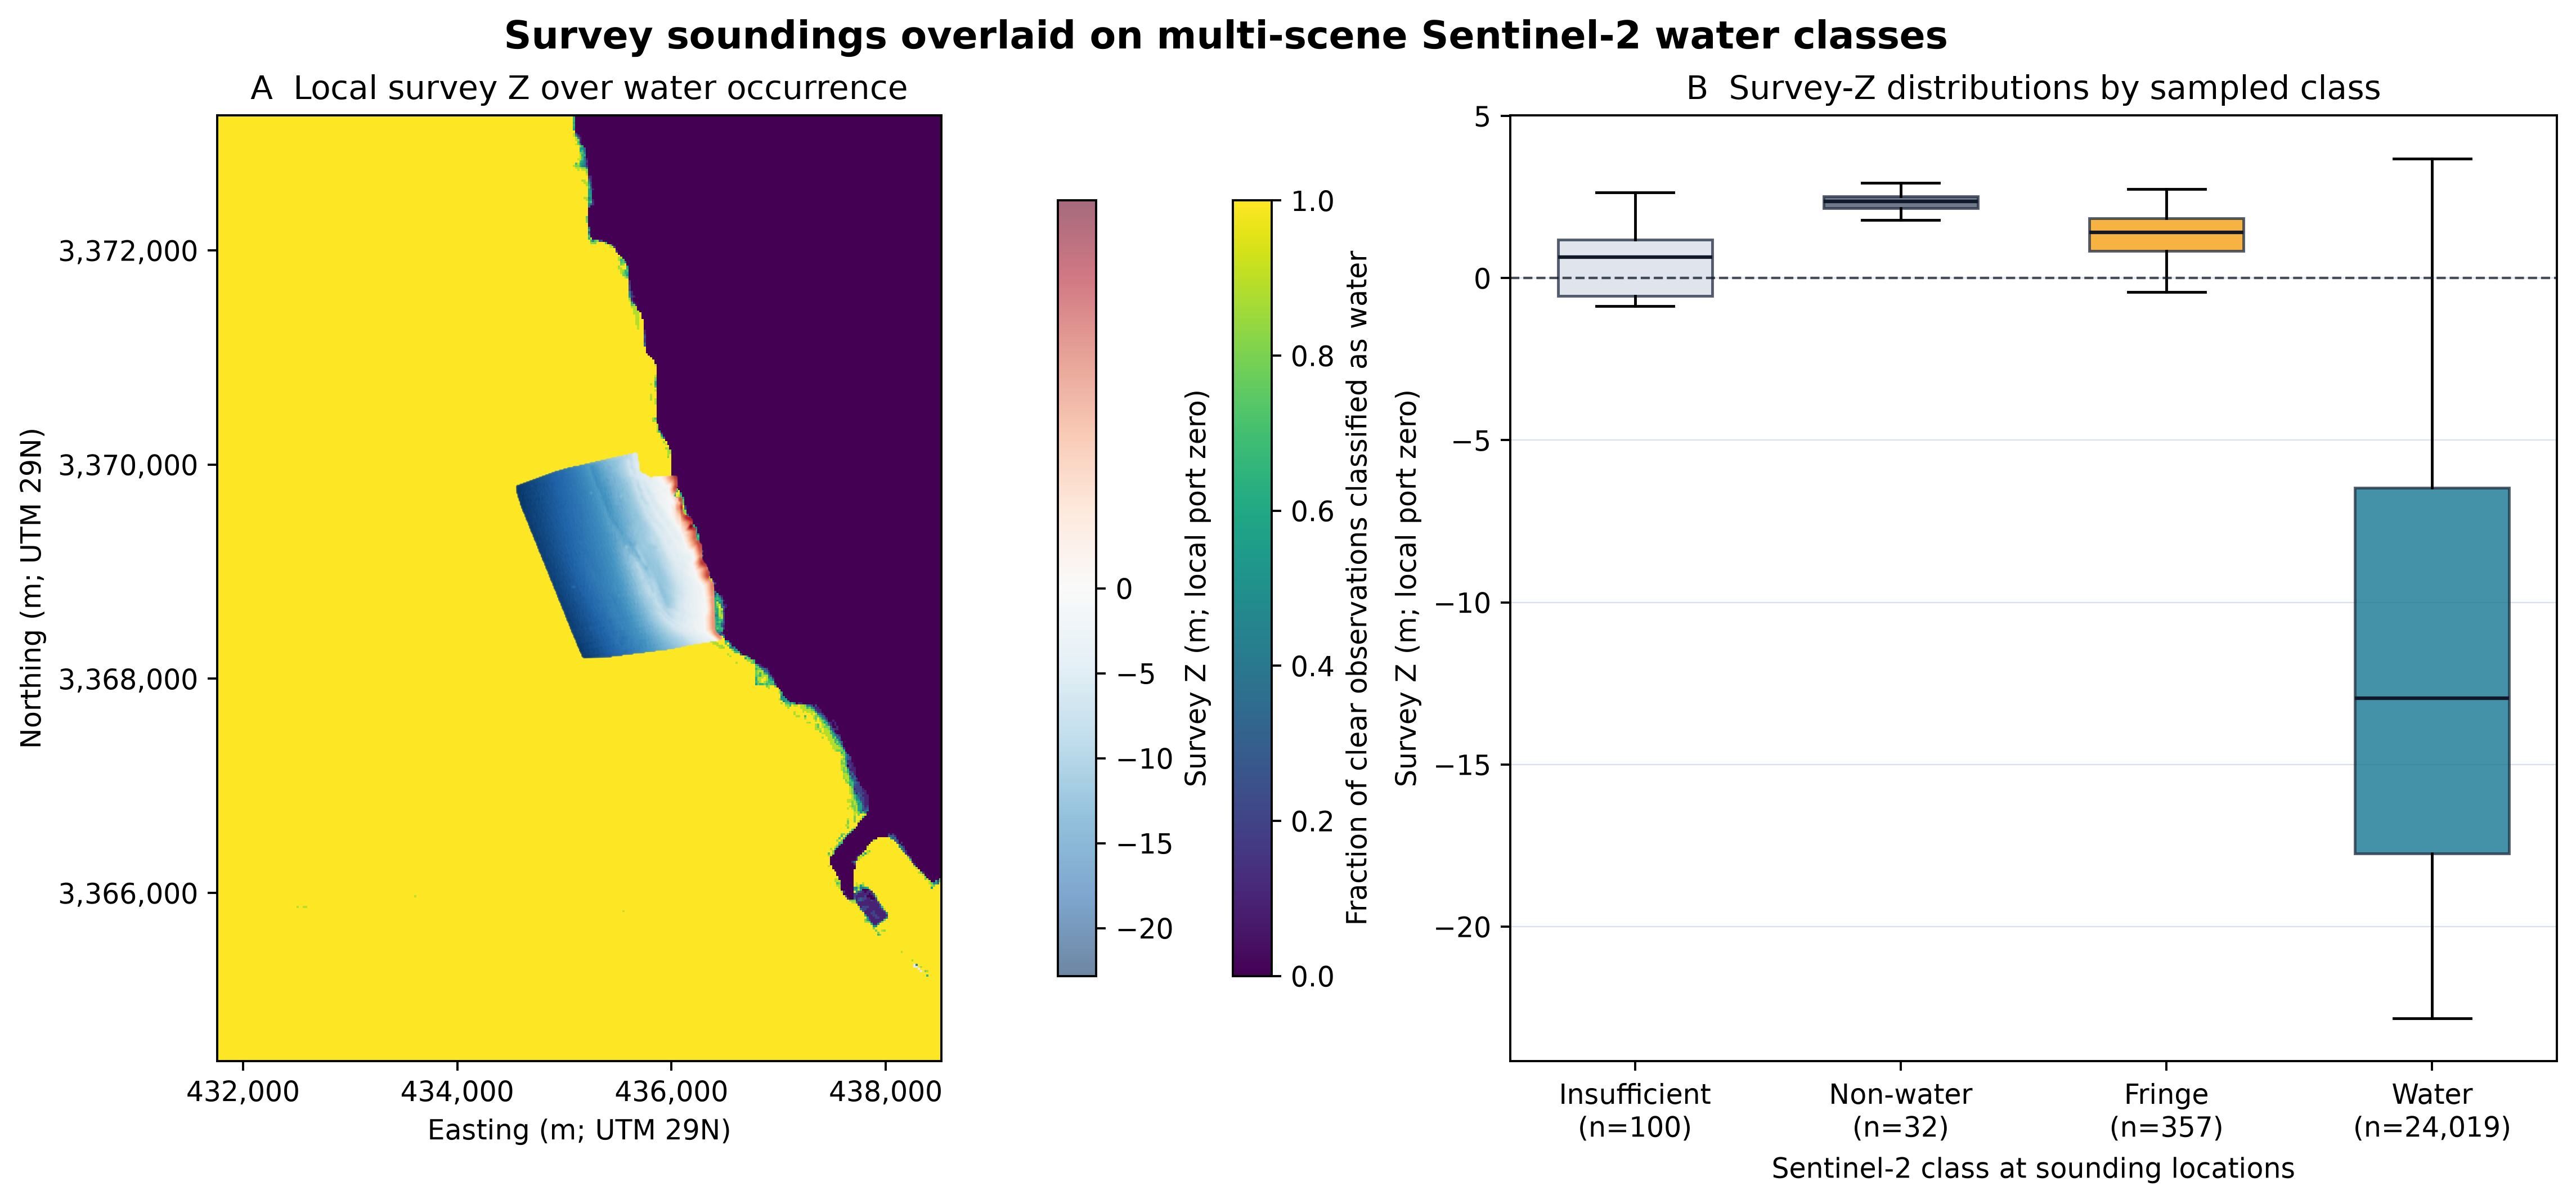 Survey soundings overlaid on multi-scene Sentinel-2 water classes
A  Local survey Z over water occurrence
Northing (m; UTM 29N)
3,372,000
3,370,000
3,368,000
3,366,000
432,000
434,000
436,000
438,000
Easting (m; UTM 29N)
0
−5
−10
−15
−20
Survey Z (m; local port zero)
1.0
0.8
0.6
0.4
0.2
0.0
Fraction of clear observations classified as water
B  Survey-Z distributions by sampled class
Survey Z (m; local port zero)
5
0
−5
−10
−15
−20
Insufficient
(n=100)
Non-water
(n=32)
Fringe
(n=357)
Water
(n=24,019)
Sentinel-2 class at sounding locations